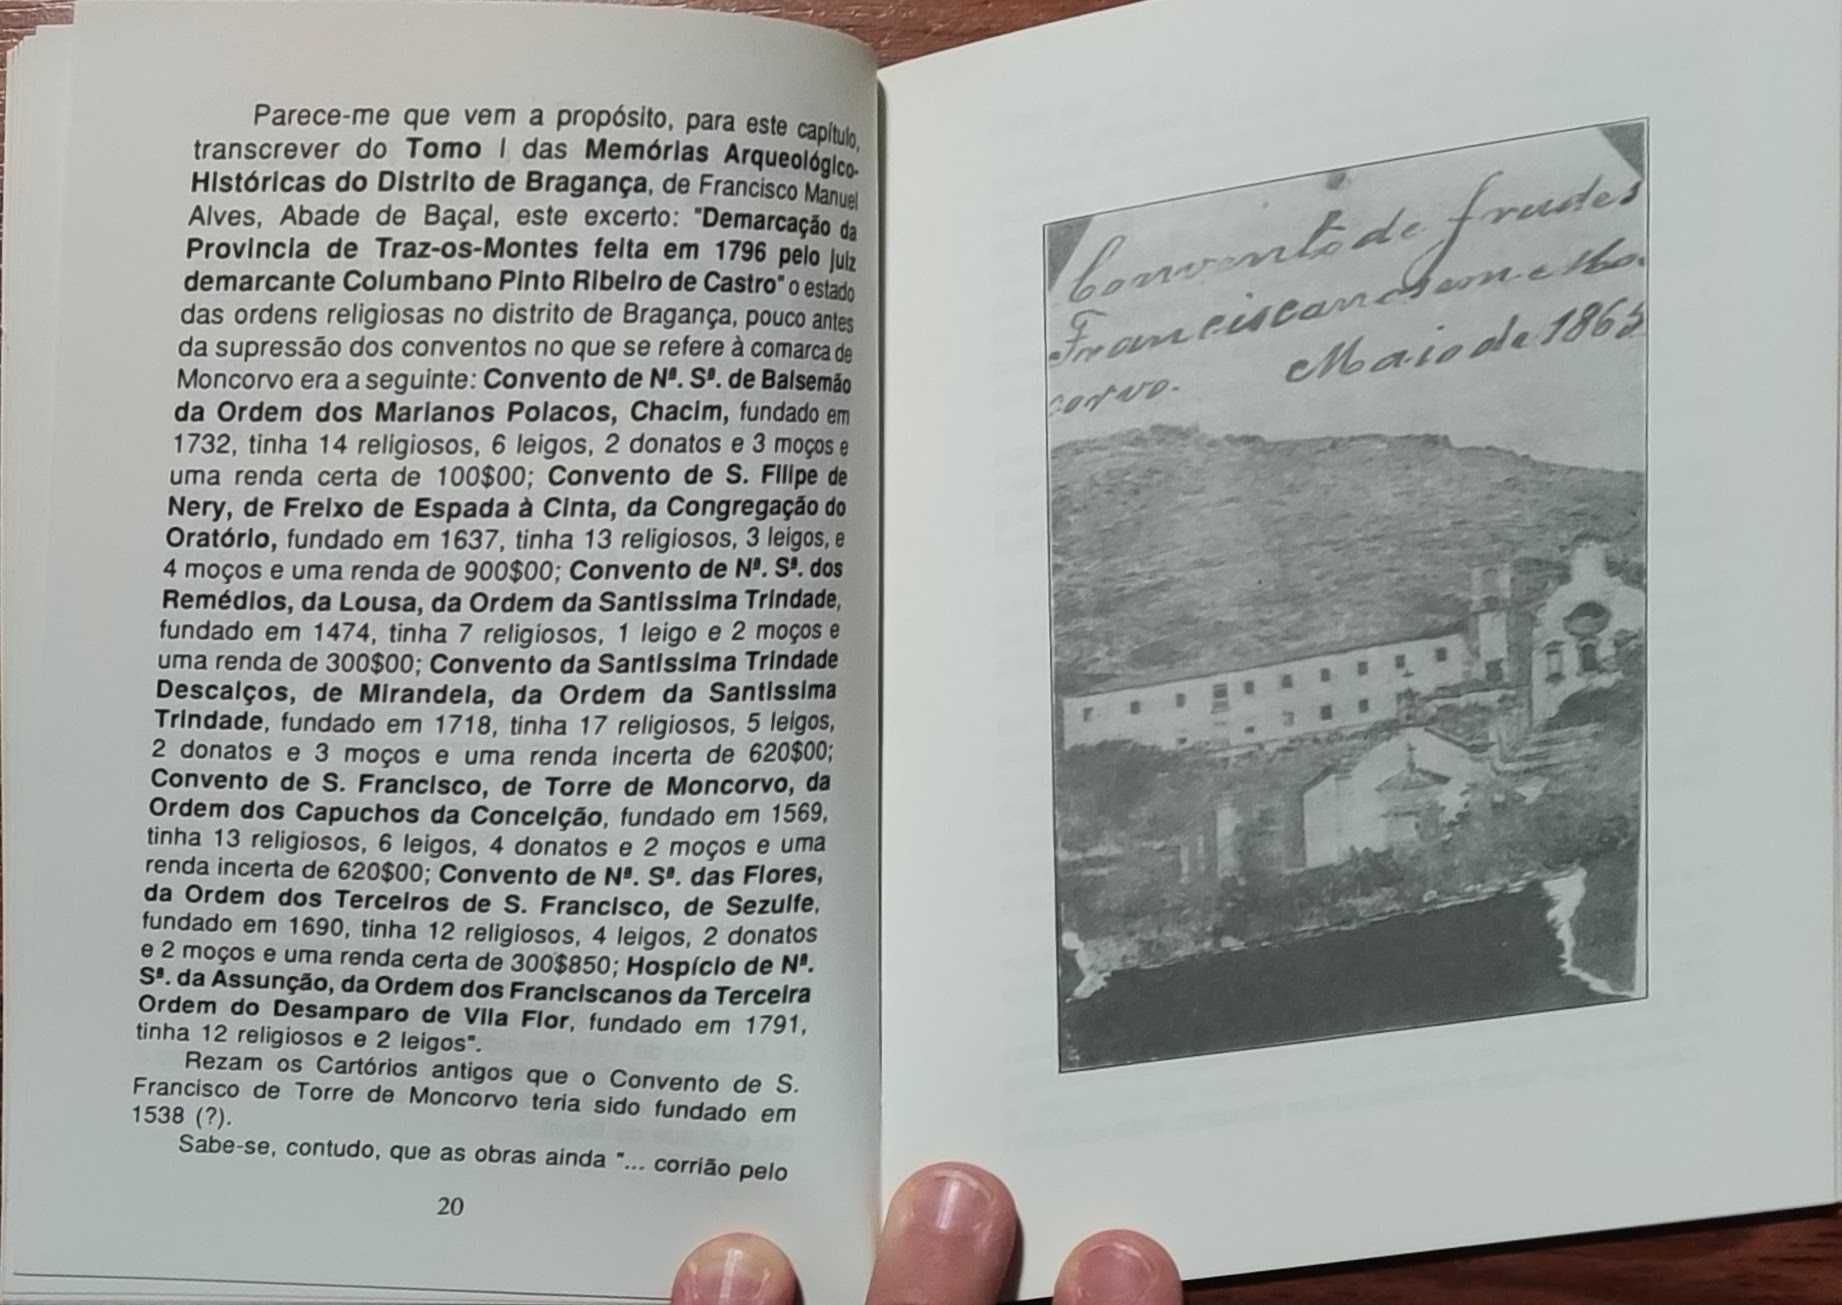 Parece-me que vem a propósito, para este capítulo,
transcrever do Tomo I das Memórias Arqueológico-
Históricas do Distrito de Bragança, de Francisco Manuel
Alves, Abade de Baçal, este excerto: "Demarcação da
Provincia de Traz-os-Montes feita em 1796 pelo juiz
demarcante Columbano Pinto Ribeiro de Castro" o estado
das ordens religiosas no distrito de Bragança, pouco antes
da supressão dos conventos no que se refere à comarca de
Moncorvo era a seguinte: Convento de Nª. Sª. de Balsemão
da Ordem dos Marianos Polacos, Chacim, fundado em
1732, tinha 14 religiosos, 6 leigos, 2 donatos e 3 moços e
uma renda certa de 100$00; Convento de S. Filipe de
Nery, de Freixo de Espada à Cinta, da Congregação do
Oratório, fundado em 1637, tinha 13 religiosos, 3 leigos, e
4 moços e uma renda de 900$00; Convento de Nª. Sª. dos
Remédios, da Lousa, da Ordem da Santissima Trindade,
fundado em 1474, tinha 7 religiosos, 1 leigo e 2 moços e
uma renda de 300$00; Convento da Santissima Trindade
Descalços, de Mirandela, da Ordem da Santissima
Trindade, fundado em 1718, tinha 17 religiosos, 5 leigos,
2 donatos e 3 moços e uma renda incerta de 620$00;
Convento de S. Francisco, de Torre de Moncorvo, da
Ordem dos Capuchos da Conceição, fundado em 1569,
tinha 13 religiosos, 6 leigos, 4 donatos e 2 moços e uma
renda incerta de 620$00; Convento de Nª. Sª. das Flores,
da Ordem dos Terceiros de S. Francisco, de Sezulfe,
fundado em 1690, tinha 12 religiosos, 4 leigos, 2 donatos
e 2 moços e uma renda certa de 300$850; Hospício de Nª.
Sª. da Assunção, da Ordem dos Franciscanos da Terceira
Ordem do Desamparo de Vila Flor, fundado em 1791,
tinha 12 religiosos e 2 leigos".
Rezam os Cartórios antigos que o Convento de S.
Francisco de Torre de Moncorvo teria sido fundado em
1538 (?).
Sabe-se, contudo, que as obras ainda "... corrião pelo
20
Convento de frades
Franciscanos em Mo.
corvo. Maio de 1865